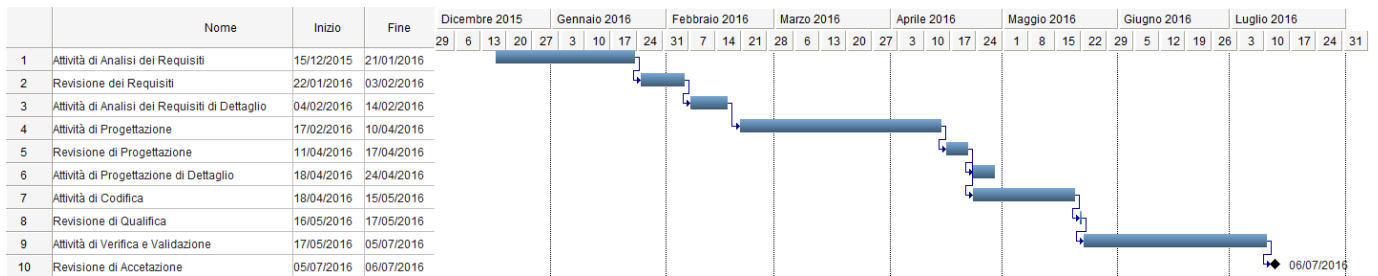 Nome Inizio Fine Dicembre 2015 Gennaio 2016 Febbraio 2016 Marzo 2016 Aprile 2016 Maggio 2016 Giugno 2016 Luglio 2016
29 6 13 20 27 3 10 17 24 31 7 14 21 28 6 13 20 27 3 10 17 24 1 8 15 22 29 5 12 19 26 3 10 17 24 31
1 Attività di Analisi dei Requisiti 15/12/2015 21/01/2016
2 Revisione dei Requisiti 22/01/2016 03/02/2016
3 Attività di Analisi dei Requisiti di Dettaglio 04/02/2016 14/02/2016
4 Attività di Progettazione 17/02/2016 10/04/2016
5 Revisione di Progettazione 11/04/2016 17/04/2016
6 Attività di Progettazione di Dettaglio 18/04/2016 24/04/2016
7 Attività di Codifica 18/04/2016 15/05/2016
8 Revisione di Qualifica 16/05/2016 17/05/2016
9 Attività di Verifica e Validazione 17/05/2016 05/07/2016
10 Revisione di Accetazione 05/07/2016 06/07/2016 06/07/2016